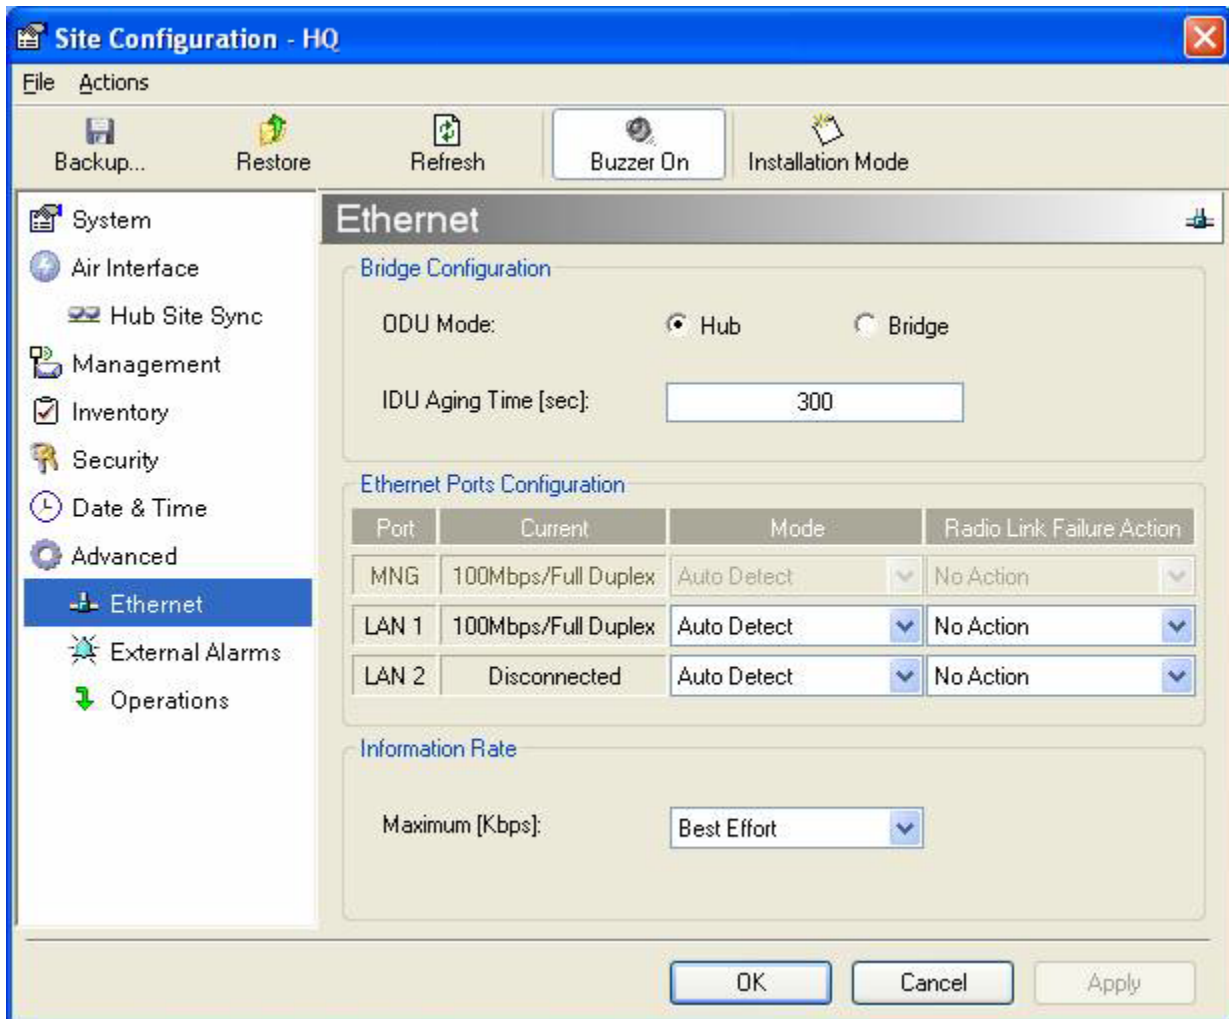 Site Configuration - HQ
File Actions
Backup... Restore Refresh Buzzer On Installation Mode
System
Air Interface
Hub Site Sync
Management
Inventory
Security
Date & Time
Advanced
Ethernet
External Alarms
Operations
Ethernet
Bridge Configuration
ODU Mode: Hub Bridge
IDU Aging Time [sec]: 300
Ethernet Ports Configuration
Port Current Mode Radio Link Failure Action
MNG 100Mbps/Full Duplex Auto Detect No Action
LAN 1 100Mbps/Full Duplex Auto Detect No Action
LAN 2 Disconnected Auto Detect No Action
Information Rate
Maximum [Kbps]: Best Effort
OK Cancel Apply